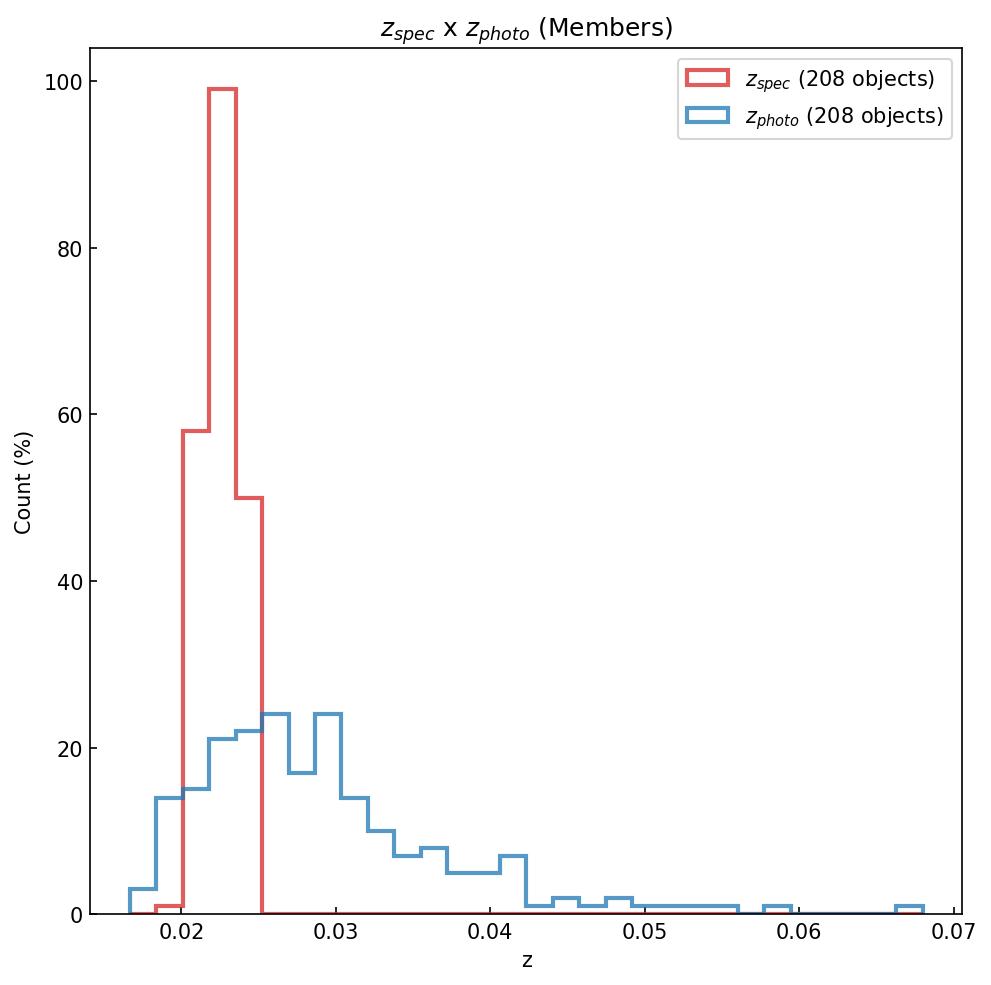 z_spec x z_photo (Members)
z_spec (208 objects)
z_photo (208 objects)
Count (%)
100
80
60
40
20
0
0.02 0.03 0.04 0.05 0.06 0.07
z